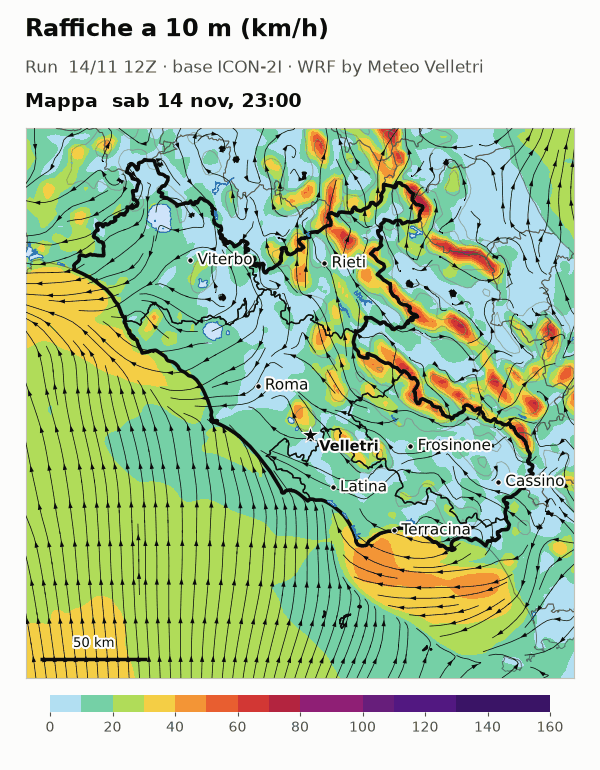 Raffiche a 10 m (km/h)
Run  14/11 12Z · base ICON-2I · WRF by Meteo Velletri
Mappa  sab 14 nov, 23:00
Viterbo
Rieti
Roma
Velletri
Frosinone
Cassino
Latina
Terracina
50 km
0 20 40 60 80 100 120 140 160